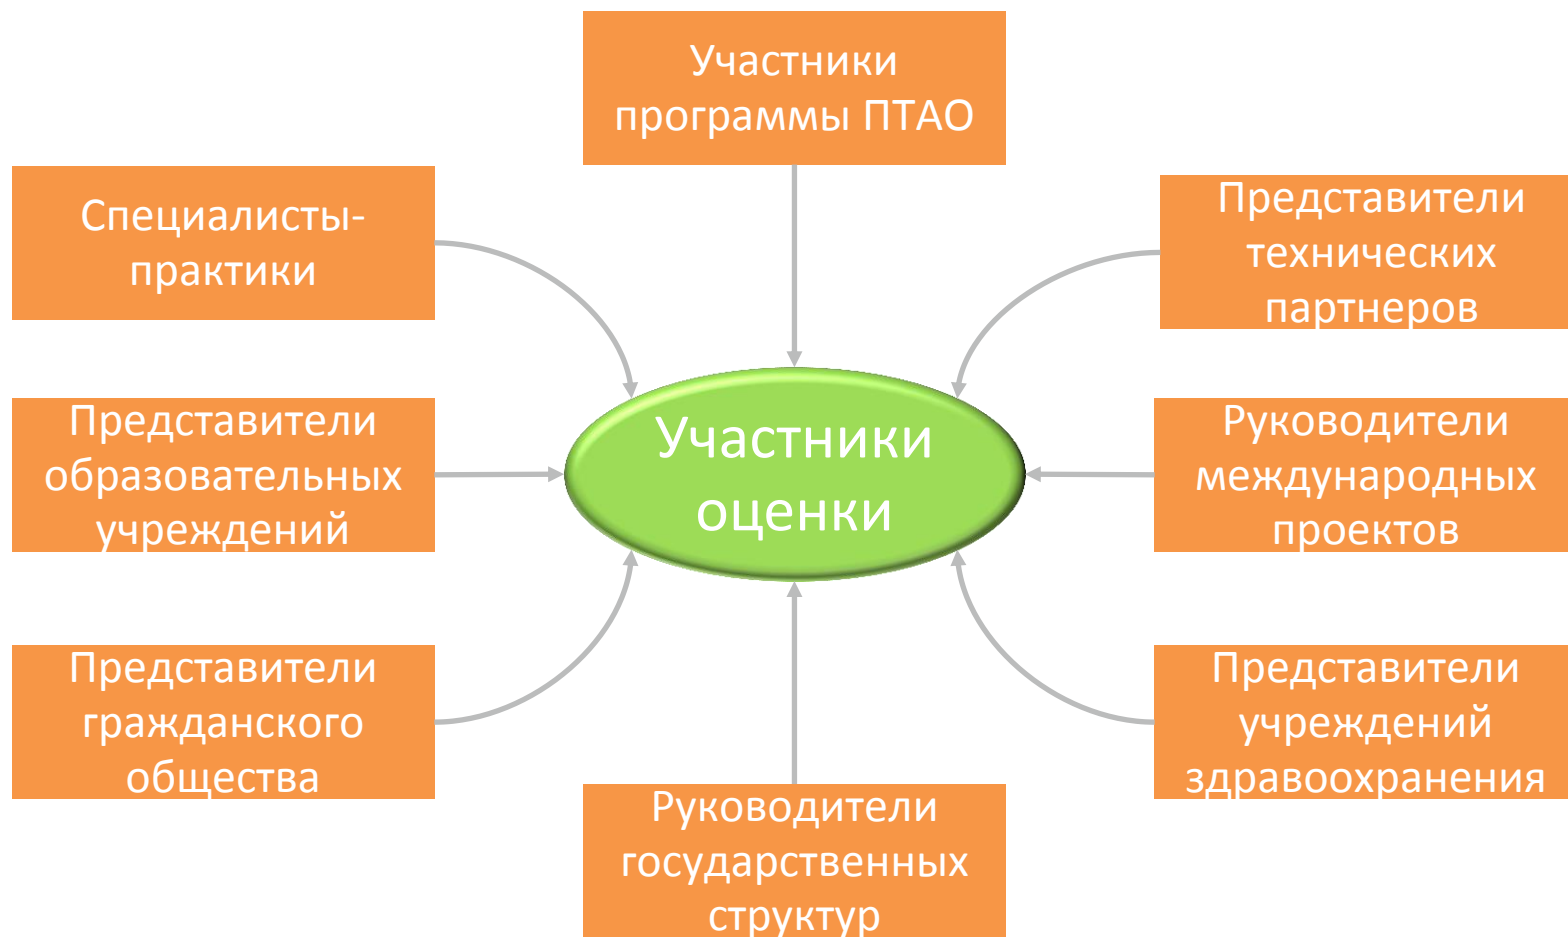 Участники
программы ПТАО
Специалисты-
практики
Представители
технических
партнеров
Представители
образовательных
учреждений
Участники
оценки
Руководители
международных
проектов
Представители
гражданского
общества
Руководители
государственных
структур
Представители
учреждений
здравоохранения